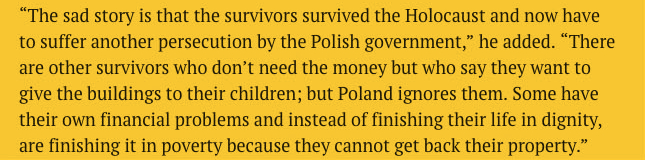 “The sad story is that the survivors survived the Holocaust and now have
to suffer another persecution by the Polish government,” he added. “There
are other survivors who don’t need the money but who say they want to
give the buildings to their children; but Poland ignores them. Some have
their own financial problems and instead of finishing their life in dignity,
are finishing it in poverty because they cannot get back their property.”